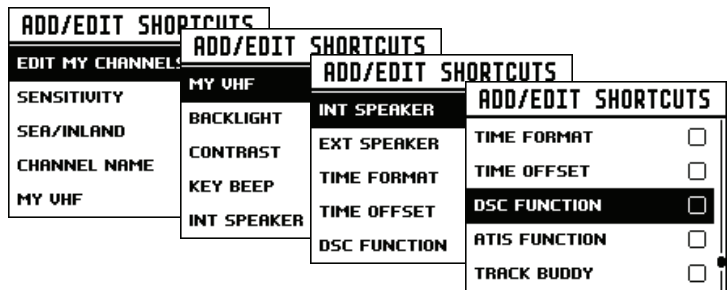 ADD/EDIT SHORTCUTS
EDIT MY CHANNELS
SENSITIVITY
SEA/INLAND
CHANNEL NAME
MY VHF
ADD/EDIT SHORTCUTS
MY VHF
BACKLIGHT
CONTRAST
KEY BEEP
INT SPEAKER
ADD/EDIT SHORTCUTS
INT SPEAKER
EXT SPEAKER
TIME FORMAT
TIME OFFSET
DSC FUNCTION
ADD/EDIT SHORTCUTS
TIME FORMAT
TIME OFFSET
DSC FUNCTION
ATIS FUNCTION
TRACK BUDDY